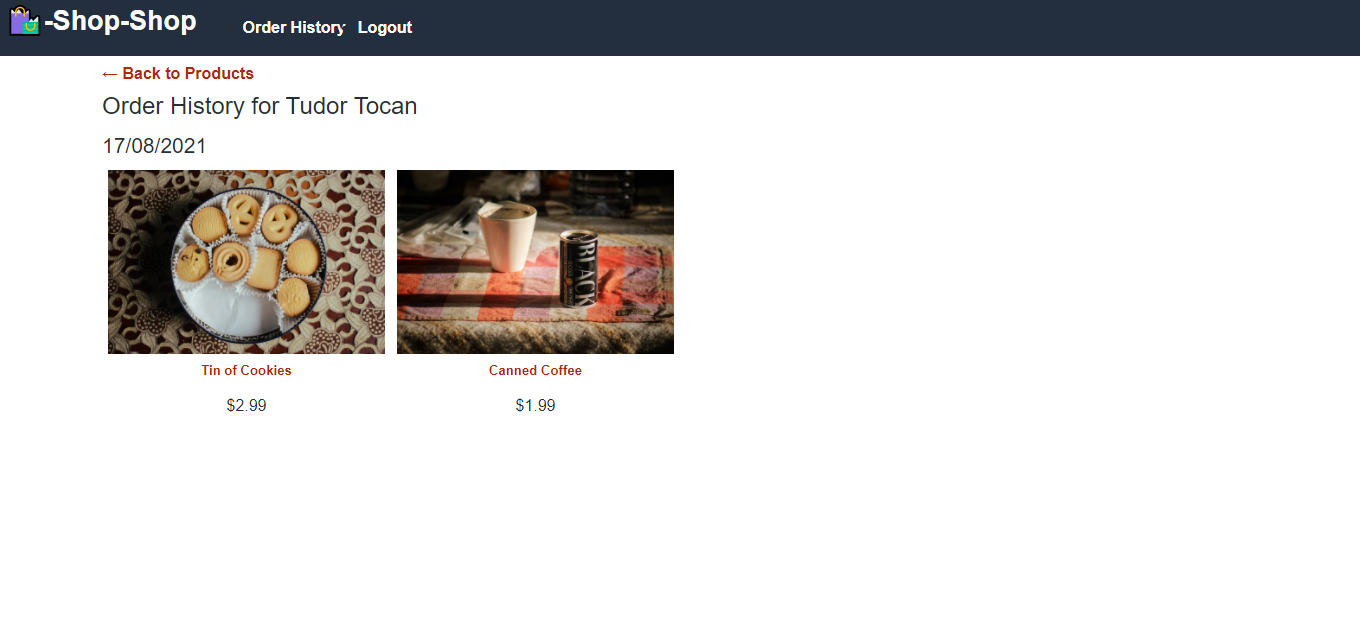 -Shop-Shop
Order History Logout
← Back to Products
Order History for Tudor Tocan
17/08/2021
BLACK
Tin of Cookies
Canned Coffee
$2.99
$1.99